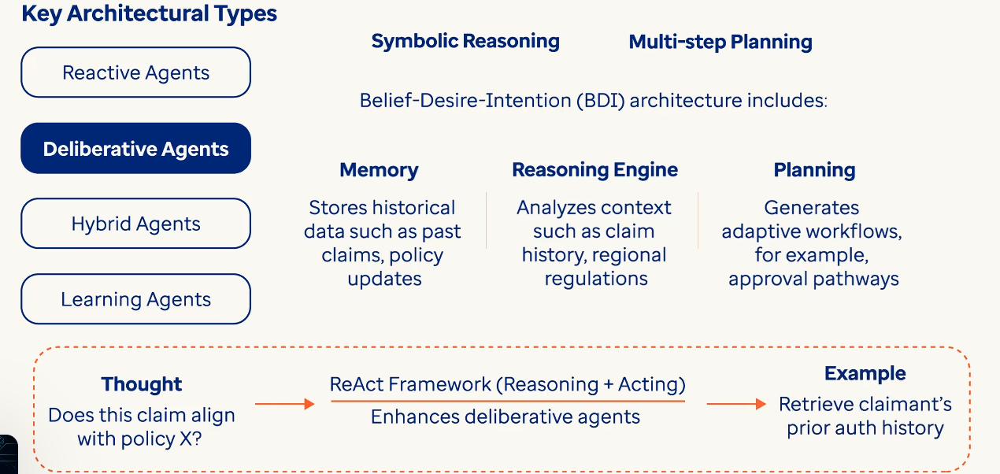 Key Architectural Types
Reactive Agents
Deliberative Agents
Hybrid Agents
Learning Agents
Symbolic Reasoning
Multi-step Planning
Belief-Desire-Intention (BDI) architecture includes:
Memory
Stores historical
data such as past
claims, policy
updates
Reasoning Engine
Analyzes context
such as claim
history, regional
regulations
Planning
Generates
adaptive workflows,
for example,
approval pathways
Thought
Does this claim align
with policy X?
ReAct Framework (Reasoning + Acting)
Enhances deliberative agents
Example
Retrieve claimant’s
prior auth history